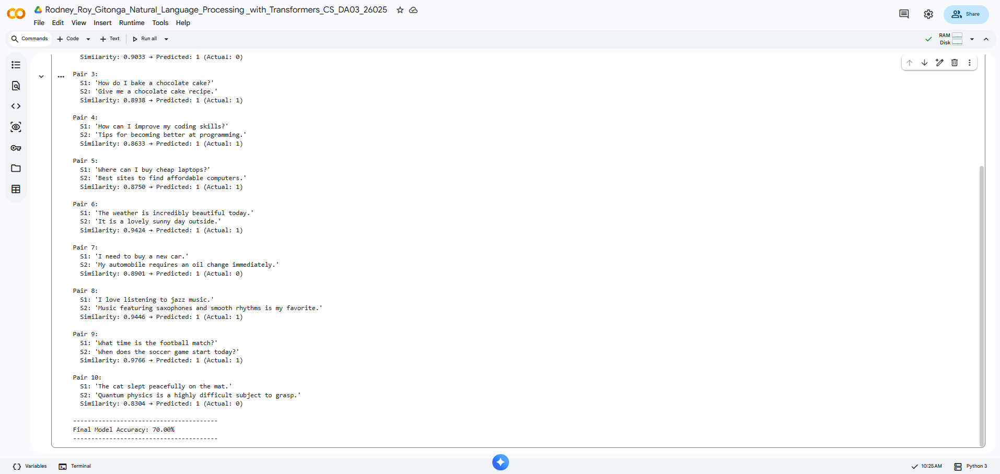 Rodney_Roy_Gitonga_Natural_Language_Processing _with_Transformers_CS_DA03_26025
File Edit View Insert Runtime Tools Help
Share
Commands + Code + Text Run all
RAM
Disk
Similarity: 0.9033 → Predicted: 1 (Actual: 0)
Pair 3:
S1: 'How do I bake a chocolate cake?'
S2: 'Give me a chocolate cake recipe.'
Similarity: 0.8938 → Predicted: 1 (Actual: 1)
Pair 4:
S1: 'How can I improve my coding skills?'
S2: 'Tips for becoming better at programming.'
Similarity: 0.8633 → Predicted: 1 (Actual: 1)
Pair 5:
S1: 'Where can I buy cheap laptops?'
S2: 'Best sites to find affordable computers.'
Similarity: 0.8750 → Predicted: 1 (Actual: 1)
Pair 6:
S1: 'The weather is incredibly beautiful today.'
S2: 'It is a lovely sunny day outside.'
Similarity: 0.9424 → Predicted: 1 (Actual: 1)
Pair 7:
S1: 'I need to buy a new car.'
S2: 'My automobile requires an oil change immediately.'
Similarity: 0.8901 → Predicted: 1 (Actual: 0)
Pair 8:
S1: 'I love listening to jazz music.'
S2: 'Music featuring saxophones and smooth rhythms is my favorite.'
Similarity: 0.9446 → Predicted: 1 (Actual: 1)
Pair 9:
S1: 'What time is the football match?'
S2: 'When does the soccer game start today?'
Similarity: 0.9766 → Predicted: 1 (Actual: 1)
Pair 10:
S1: 'The cat slept peacefully on the mat.'
S2: 'Quantum physics is a highly difficult subject to grasp.'
Similarity: 0.8304 → Predicted: 1 (Actual: 0)
----------------------------------------
Final Model Accuracy: 70.00%
----------------------------------------
Variables Terminal 10:25 AM Python 3